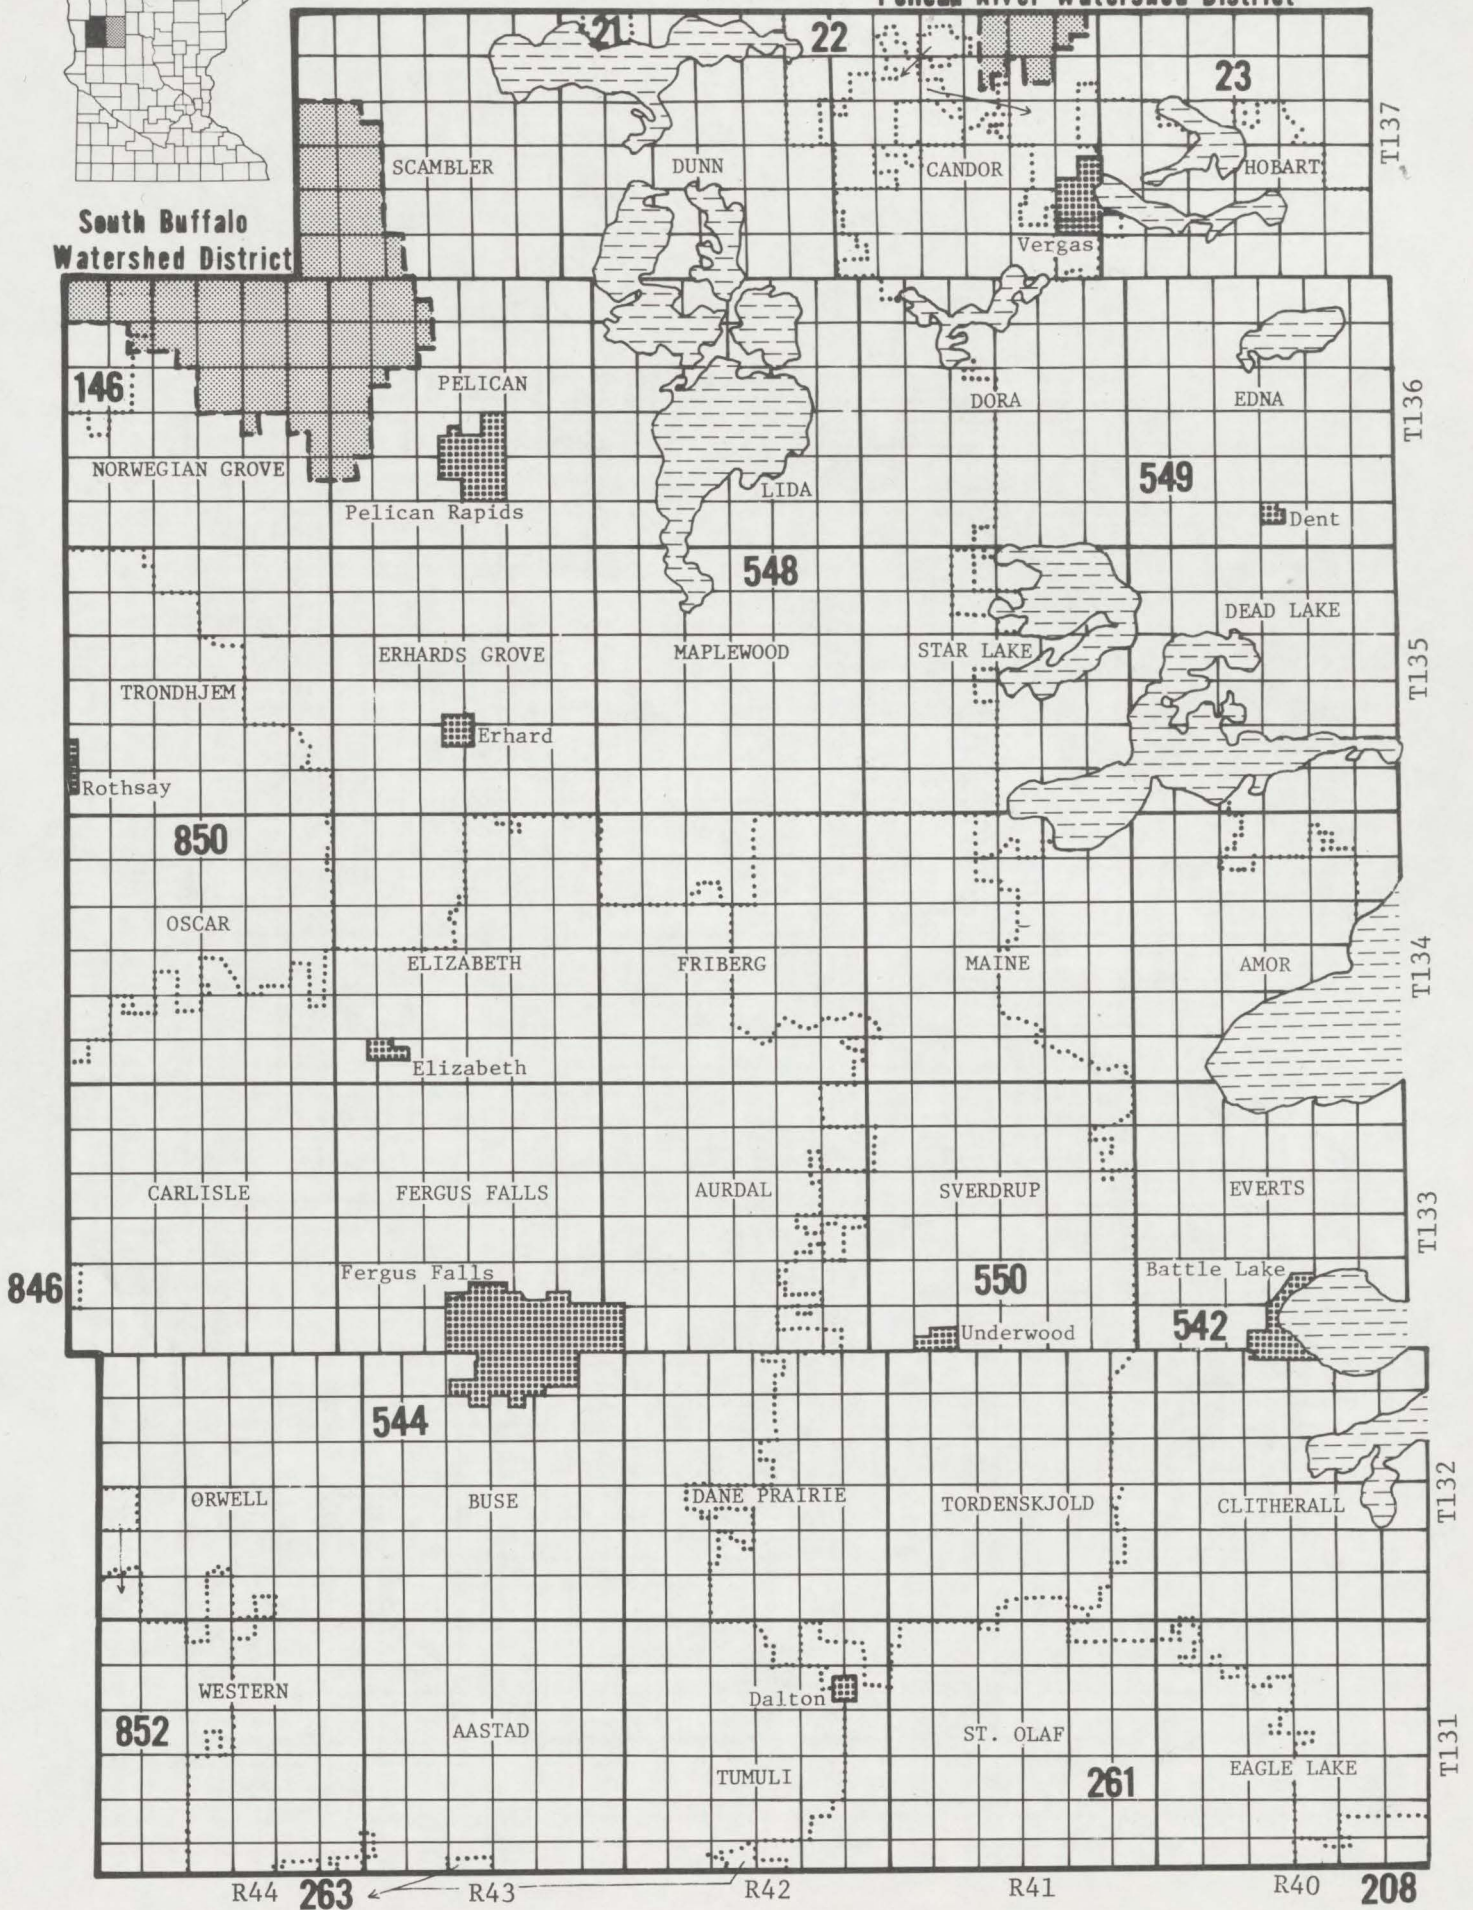 21
22
23
T137
SCAMBLER
DUNN
CANDOR
HOBART
South Buffalo
Watershed District
Vergas
146
PELICAN
DORA
EDNA
T136
NORWEGIAN GROVE
549
LIDA
Pelican Rapids
Dent
548
DEAD LAKE
ERHARDS GROVE
MAPLEWOOD
STAR LAKE
T135
TRONDHJEM
Erhard
Rothsay
850
OSCAR
ELIZABETH
FRIBERG
MAINE
AMOR
T134
Elizabeth
CARLISLE
FERGUS FALLS
AURDAL
SVERDRUP
EVERTS
T133
846
Fergus Falls
550
Battle Lake
542
Underwood
544
ORWELL
BUSE
DANE PRAIRIE
TORDENSKJOLD
CLITHERALL
T132
WESTERN
Dalton
852
AASTAD
ST. OLAF
T131
TUMULI
261
EAGLE LAKE
R44
263
R43
R42
R41
R40
208